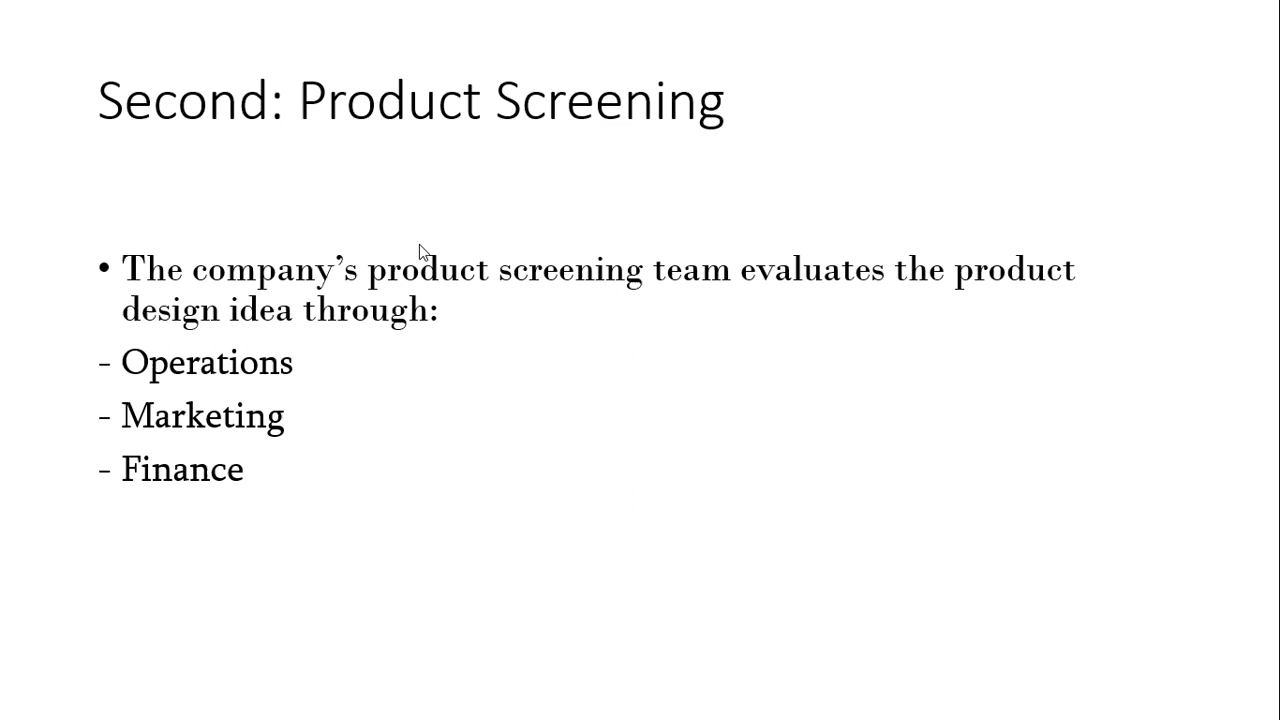 Second: Product Screening
• The company’s product screening team evaluates the product
design idea through:
- Operations
- Marketing
- Finance